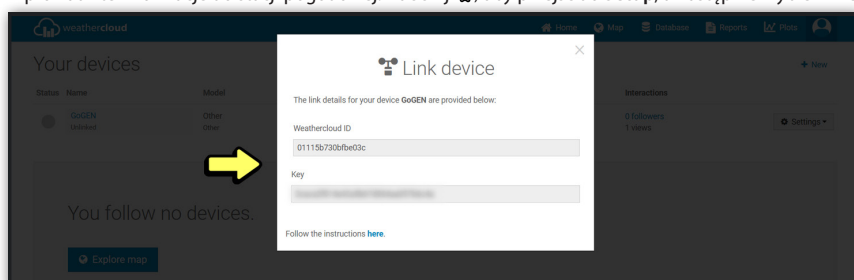 weathercloud
Home Map Database Reports Plots
Your devices
+ New
Status Name Model Interactions
GoGEN Other 0 followers
Unlinked Other 1 views
Settings
Link device
The link details for your device GoGEN are provided below:
Weathercloud ID
01115b730bfbe03c
Key
Follow the instructions here.
You follow no devices.
Explore map